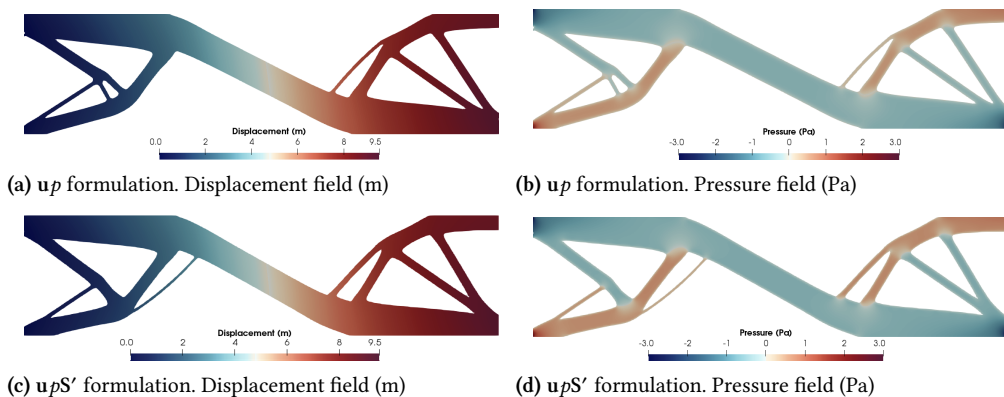 Displacement (m)
0.0 2 4 6 8 9.5
Pressure (Pa)
-3.0 -2 -1 0 1 2 3.0
(a) up formulation. Displacement field (m)
(b) up formulation. Pressure field (Pa)
Displacement (m)
0.0 2 4 6 8 9.5
Pressure (Pa)
-3.0 -2 -1 0 1 2 3.0
(c) upS′ formulation. Displacement field (m)
(d) upS′ formulation. Pressure field (Pa)